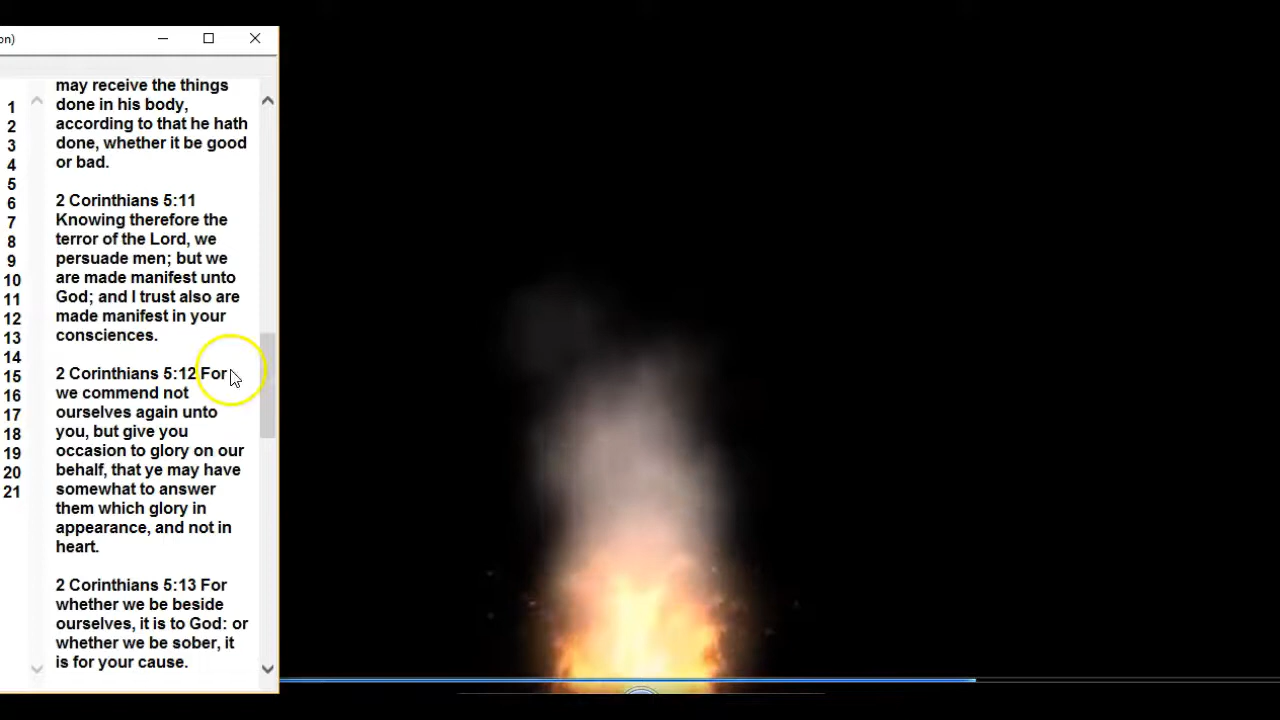 on)
1
2
3
4
5
6
7
8
9
10
11
12
13
14
15
16
17
18
19
20
21
may receive the things
done in his body,
according to that he hath
done, whether it be good
or bad.
2 Corinthians 5:11
Knowing therefore the
terror of the Lord, we
persuade men; but we
are made manifest unto
God; and I trust also are
made manifest in your
consciences.
2 Corinthians 5:12 For
we commend not
ourselves again unto
you, but give you
occasion to glory on our
behalf, that ye may have
somewhat to answer
them which glory in
appearance, and not in
heart.
2 Corinthians 5:13 For
whether we be beside
ourselves, it is to God: or
whether we be sober, it
is for your cause.